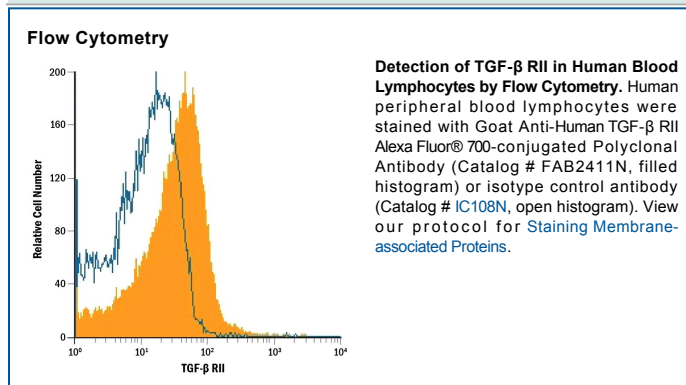 Flow Cytometry
200
160
120
80
40
0
Relative Cell Number
10⁰ 10¹ 10² 10³ 10⁴
TGF-β RII
Detection of TGF-β RII in Human Blood
Lymphocytes by Flow Cytometry. Human
peripheral blood lymphocytes were
stained with Goat Anti-Human TGF-β RII
Alexa Fluor® 700-conjugated Polyclonal
Antibody (Catalog # FAB2411N, filled
histogram) or isotype control antibody
(Catalog # IC108N, open histogram). View
our protocol for Staining Membrane-
associated Proteins.